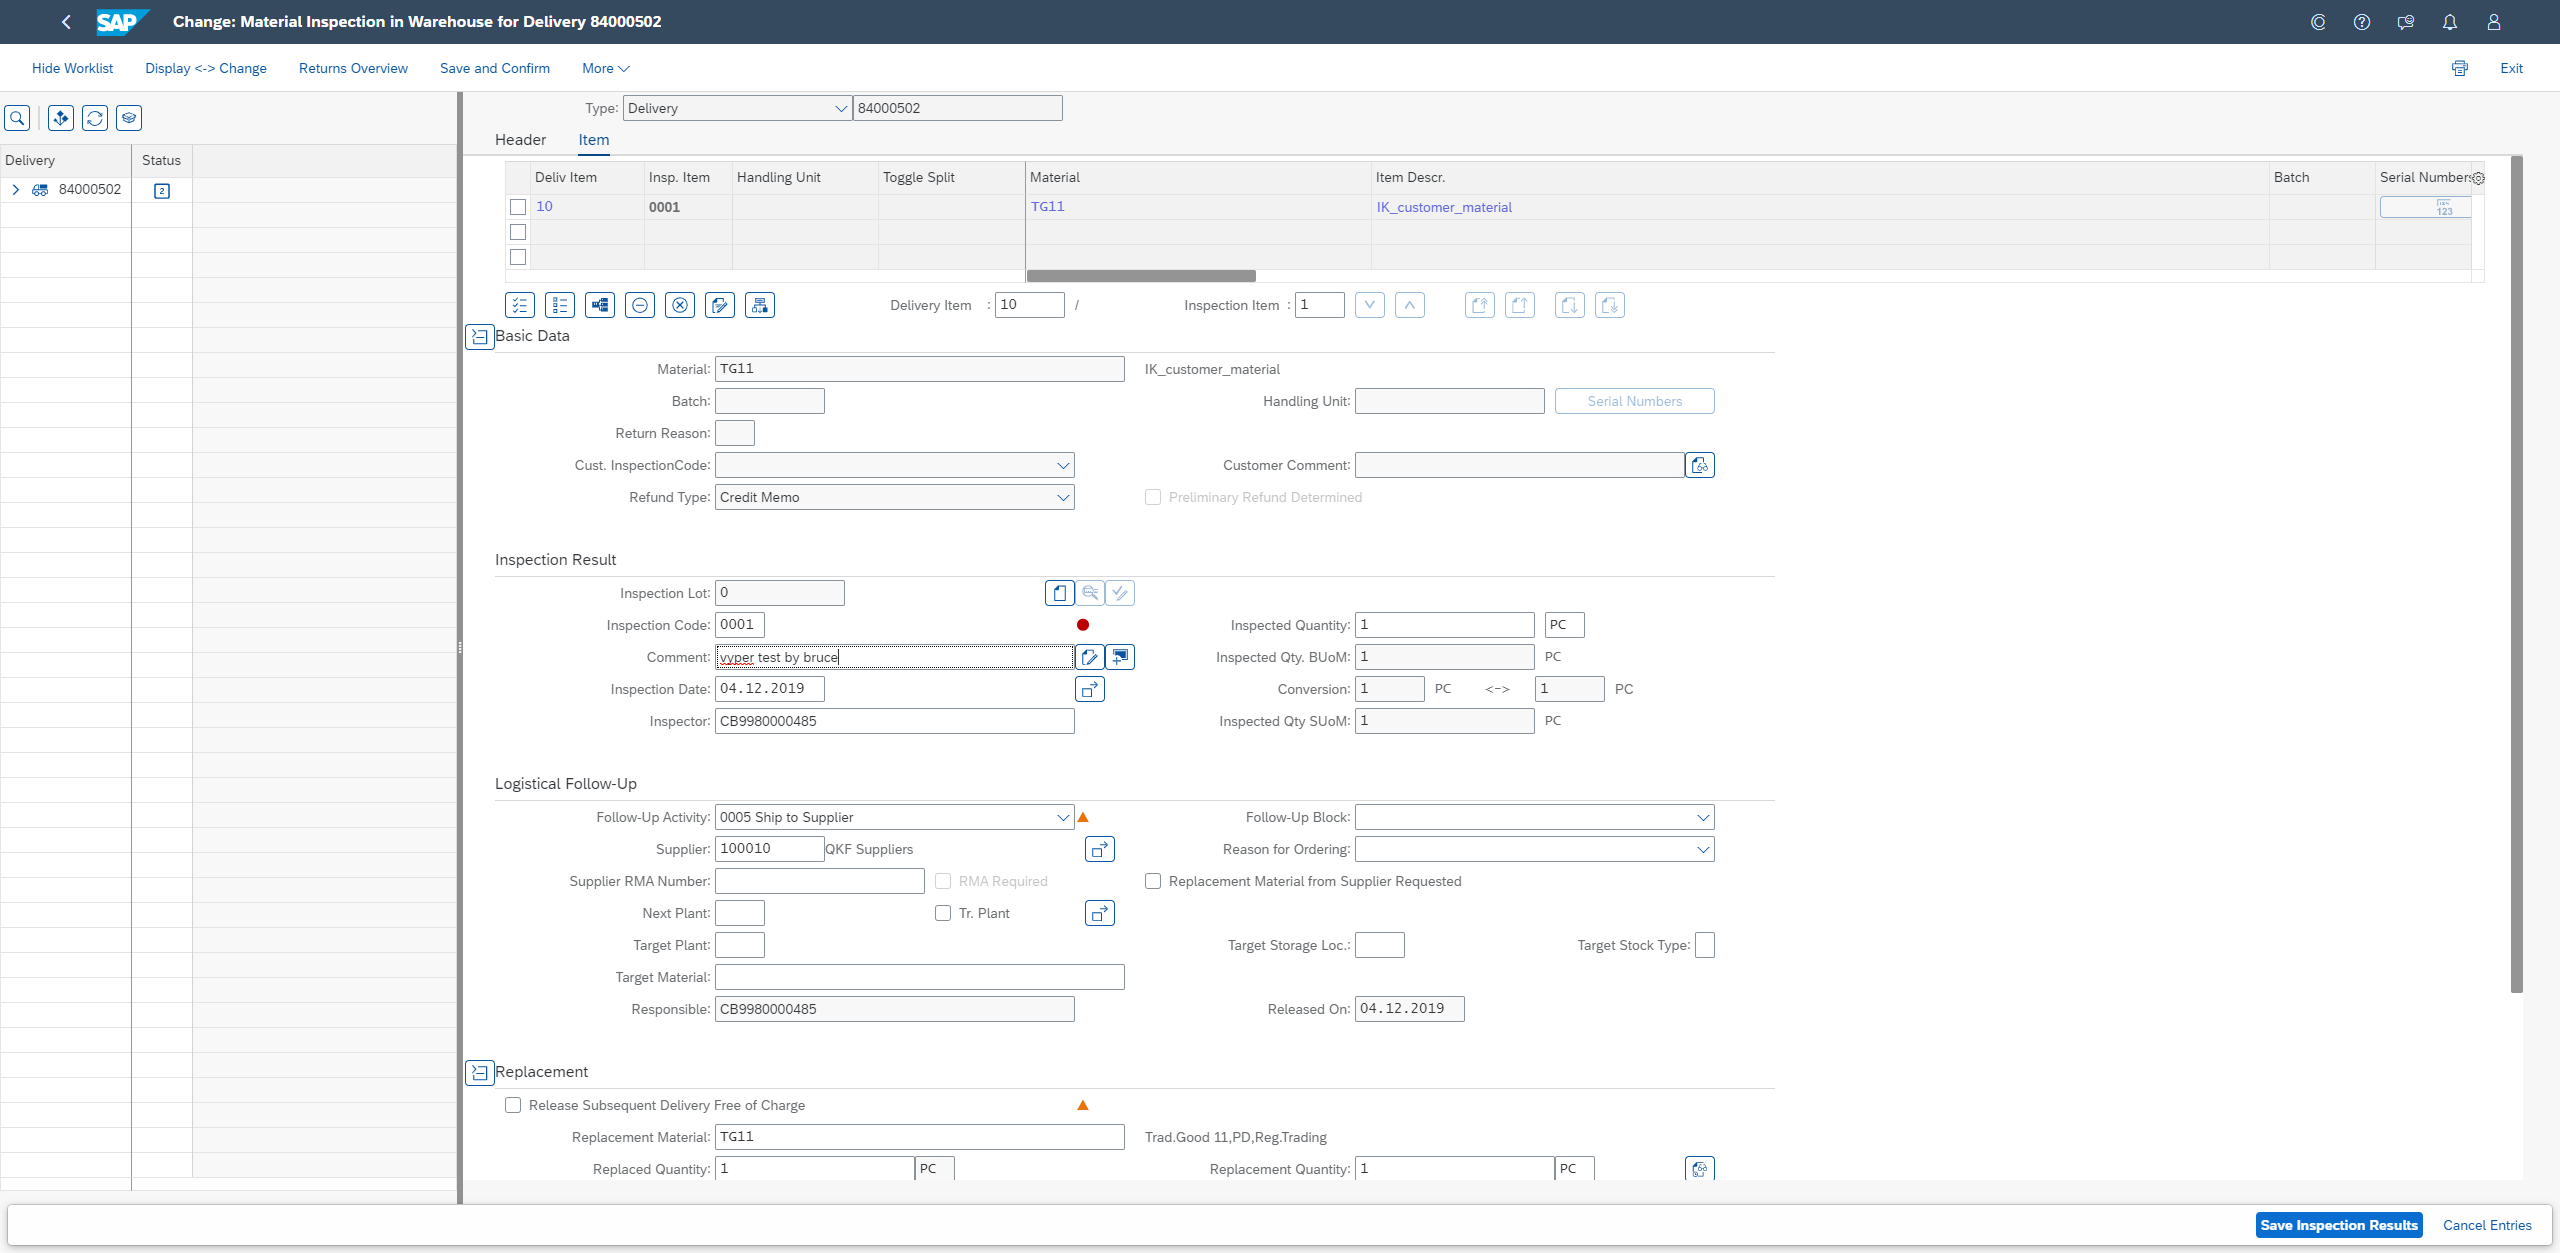 SAP Change: Material Inspection in Warehouse for Delivery 84000502
Hide Worklist Display <-> Change Returns Overview Save and Confirm More Exit
Type: Delivery 84000502
Header Item
Delivery Status
84000502 2
Deliv Item Insp. Item Handling Unit Toggle Split Material Item Descr. Batch Serial Numbers
10 0001 TG11 IK_customer_material 123
Delivery Item : 10 / Inspection Item : 1
Basic Data
Material: TG11 IK_customer_material
Batch: Handling Unit: Serial Numbers
Return Reason:
Cust. InspectionCode: Customer Comment:
Refund Type: Credit Memo Preliminary Refund Determined
Inspection Result
Inspection Lot: 0
Inspection Code: 0001 Inspected Quantity: 1 PC
Comment: vyper test by bruce Inspected Qty. BUoM: 1 PC
Inspection Date: 04.12.2019 Conversion: 1 PC <-> 1 PC
Inspector: CB9980000485 Inspected Qty SUoM: 1 PC
Logistical Follow-Up
Follow-Up Activity: 0005 Ship to Supplier Follow-Up Block:
Supplier: 100010 QKF Suppliers Reason for Ordering:
Supplier RMA Number: RMA Required Replacement Material from Supplier Requested
Next Plant: Tr. Plant
Target Plant: Target Storage Loc.: Target Stock Type:
Target Material:
Responsible: CB9980000485 Released On: 04.12.2019
Replacement
Release Subsequent Delivery Free of Charge
Replacement Material: TG11 Trad.Good 11,PD,Reg.Trading
Replaced Quantity: 1 PC Replacement Quantity: 1 PC
Save Inspection Results Cancel Entries